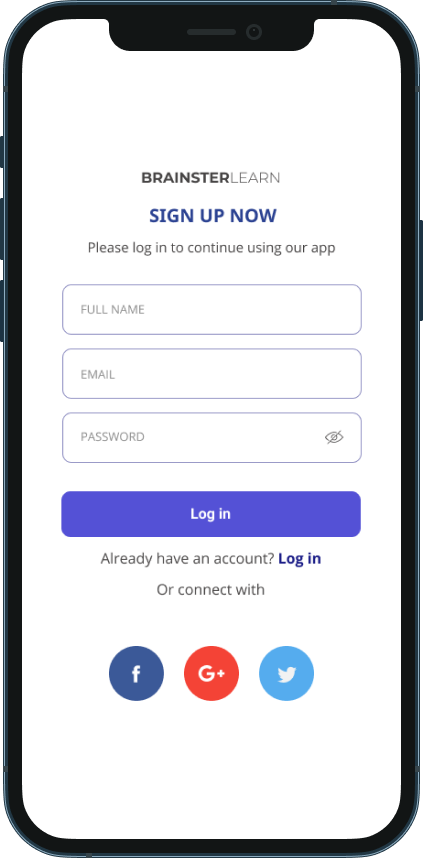 BRAINSTERLEARN
SIGN UP NOW
Please log in to continue using our app
FULL NAME
EMAIL
PASSWORD
Log in
Already have an account? Log in
Or connect with
f G+